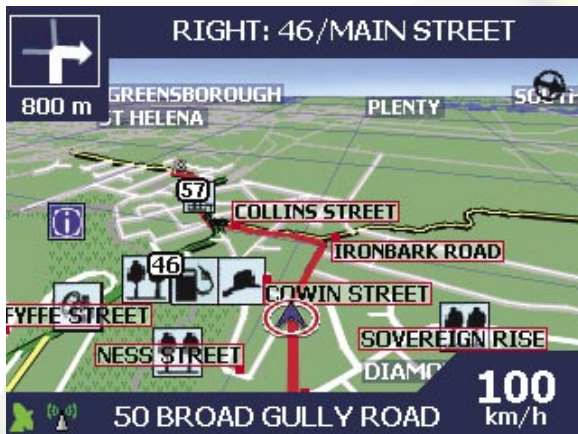 RIGHT: 46/MAIN STREET
800 m
GREENSBOROUGH
ST HELENA
PLENTY
SOUTH
57
COLLINS STREET
IRONBARK ROAD
46
COWIN STREET
FYFFE STREET
NESS STREET
SOVEREIGN RISE
DIAMO
50 BROAD GULLY ROAD
100
km/h